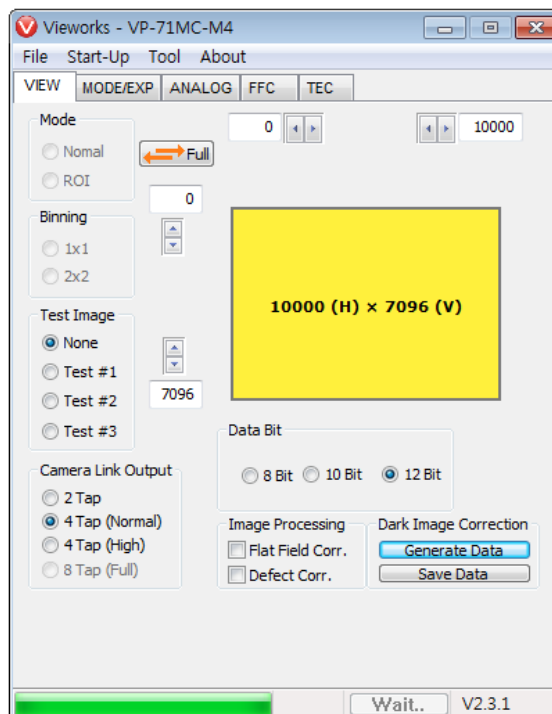 Vieworks - VP-71MC-M4
File Start-Up Tool About
VIEW MODE/EXP ANALOG FFC TEC
Mode
Nomal
ROI
Full
0
10000
0
Binning
1x1
2x2
10000 (H) × 7096 (V)
Test Image
None
Test #1
Test #2
Test #3
7096
Data Bit
8 Bit 10 Bit 12 Bit
Camera Link Output
2 Tap
4 Tap (Normal)
4 Tap (High)
8 Tap (Full)
Image Processing
Flat Field Corr.
Defect Corr.
Dark Image Correction
Generate Data
Save Data
Wait.. V2.3.1